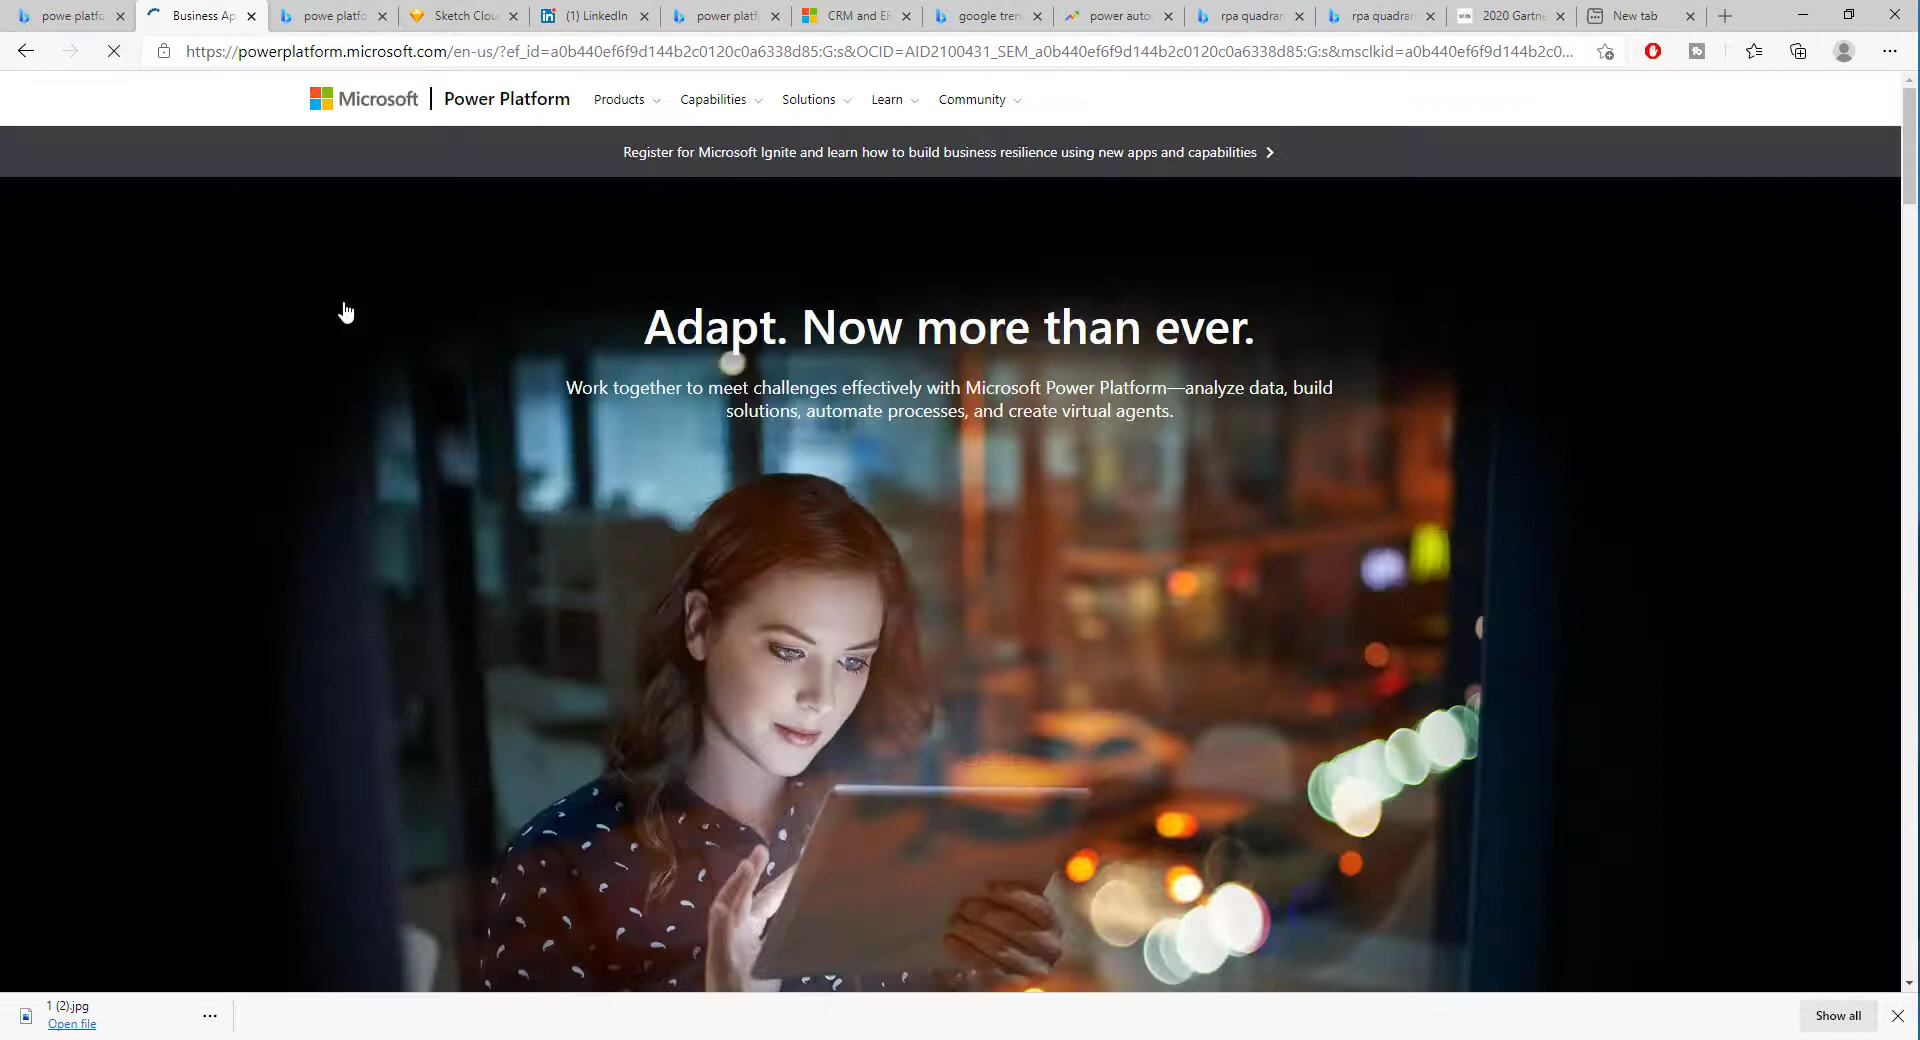 powe platfo
Business Ap
powe platfo
Sketch Clou
(1) LinkedIn
power platf
CRM and ER
google tren
power auto
rpa quadran
rpa quadran
2020 Gartne
New tab
https://powerplatform.microsoft.com/en-us/?ef_id=a0b440ef6f9d144b2c0120c0a6338d85:G:s&OCID=AID2100431_SEM_a0b440ef6f9d144b2c0120c0a6338d85:G:s&msclkid=a0b440ef6f9d144b2c0...
Microsoft
Power Platform
Products
Capabilities
Solutions
Learn
Community
Register for Microsoft Ignite and learn how to build business resilience using new apps and capabilities
Adapt. Now more than ever.
Work together to meet challenges effectively with Microsoft Power Platform—analyze data, build
solutions, automate processes, and create virtual agents.
1 (2).jpg
Open file
Show all